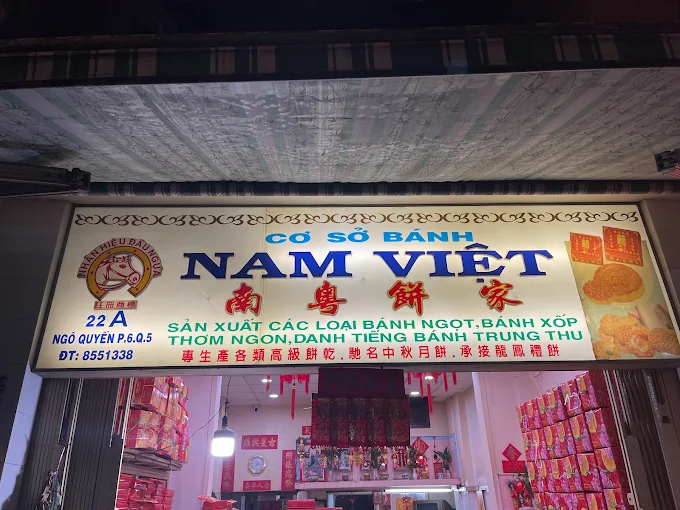 CƠ SỞ BÁNH
NAM VIỆT
南粵餅家
SẢN XUẤT CÁC LOẠI BÁNH NGỌT, BÁNH XỐP
THƠM NGON, DANH TIẾNG BÁNH TRUNG THU
專生產各類高級餅乾.馳名中秋月餅.承接龍鳳禮餅
NHÃN HIỆU ĐẦU NGỰA
22 A
NGÔ QUYỀN P.6.Q.5
ĐT: 8551338